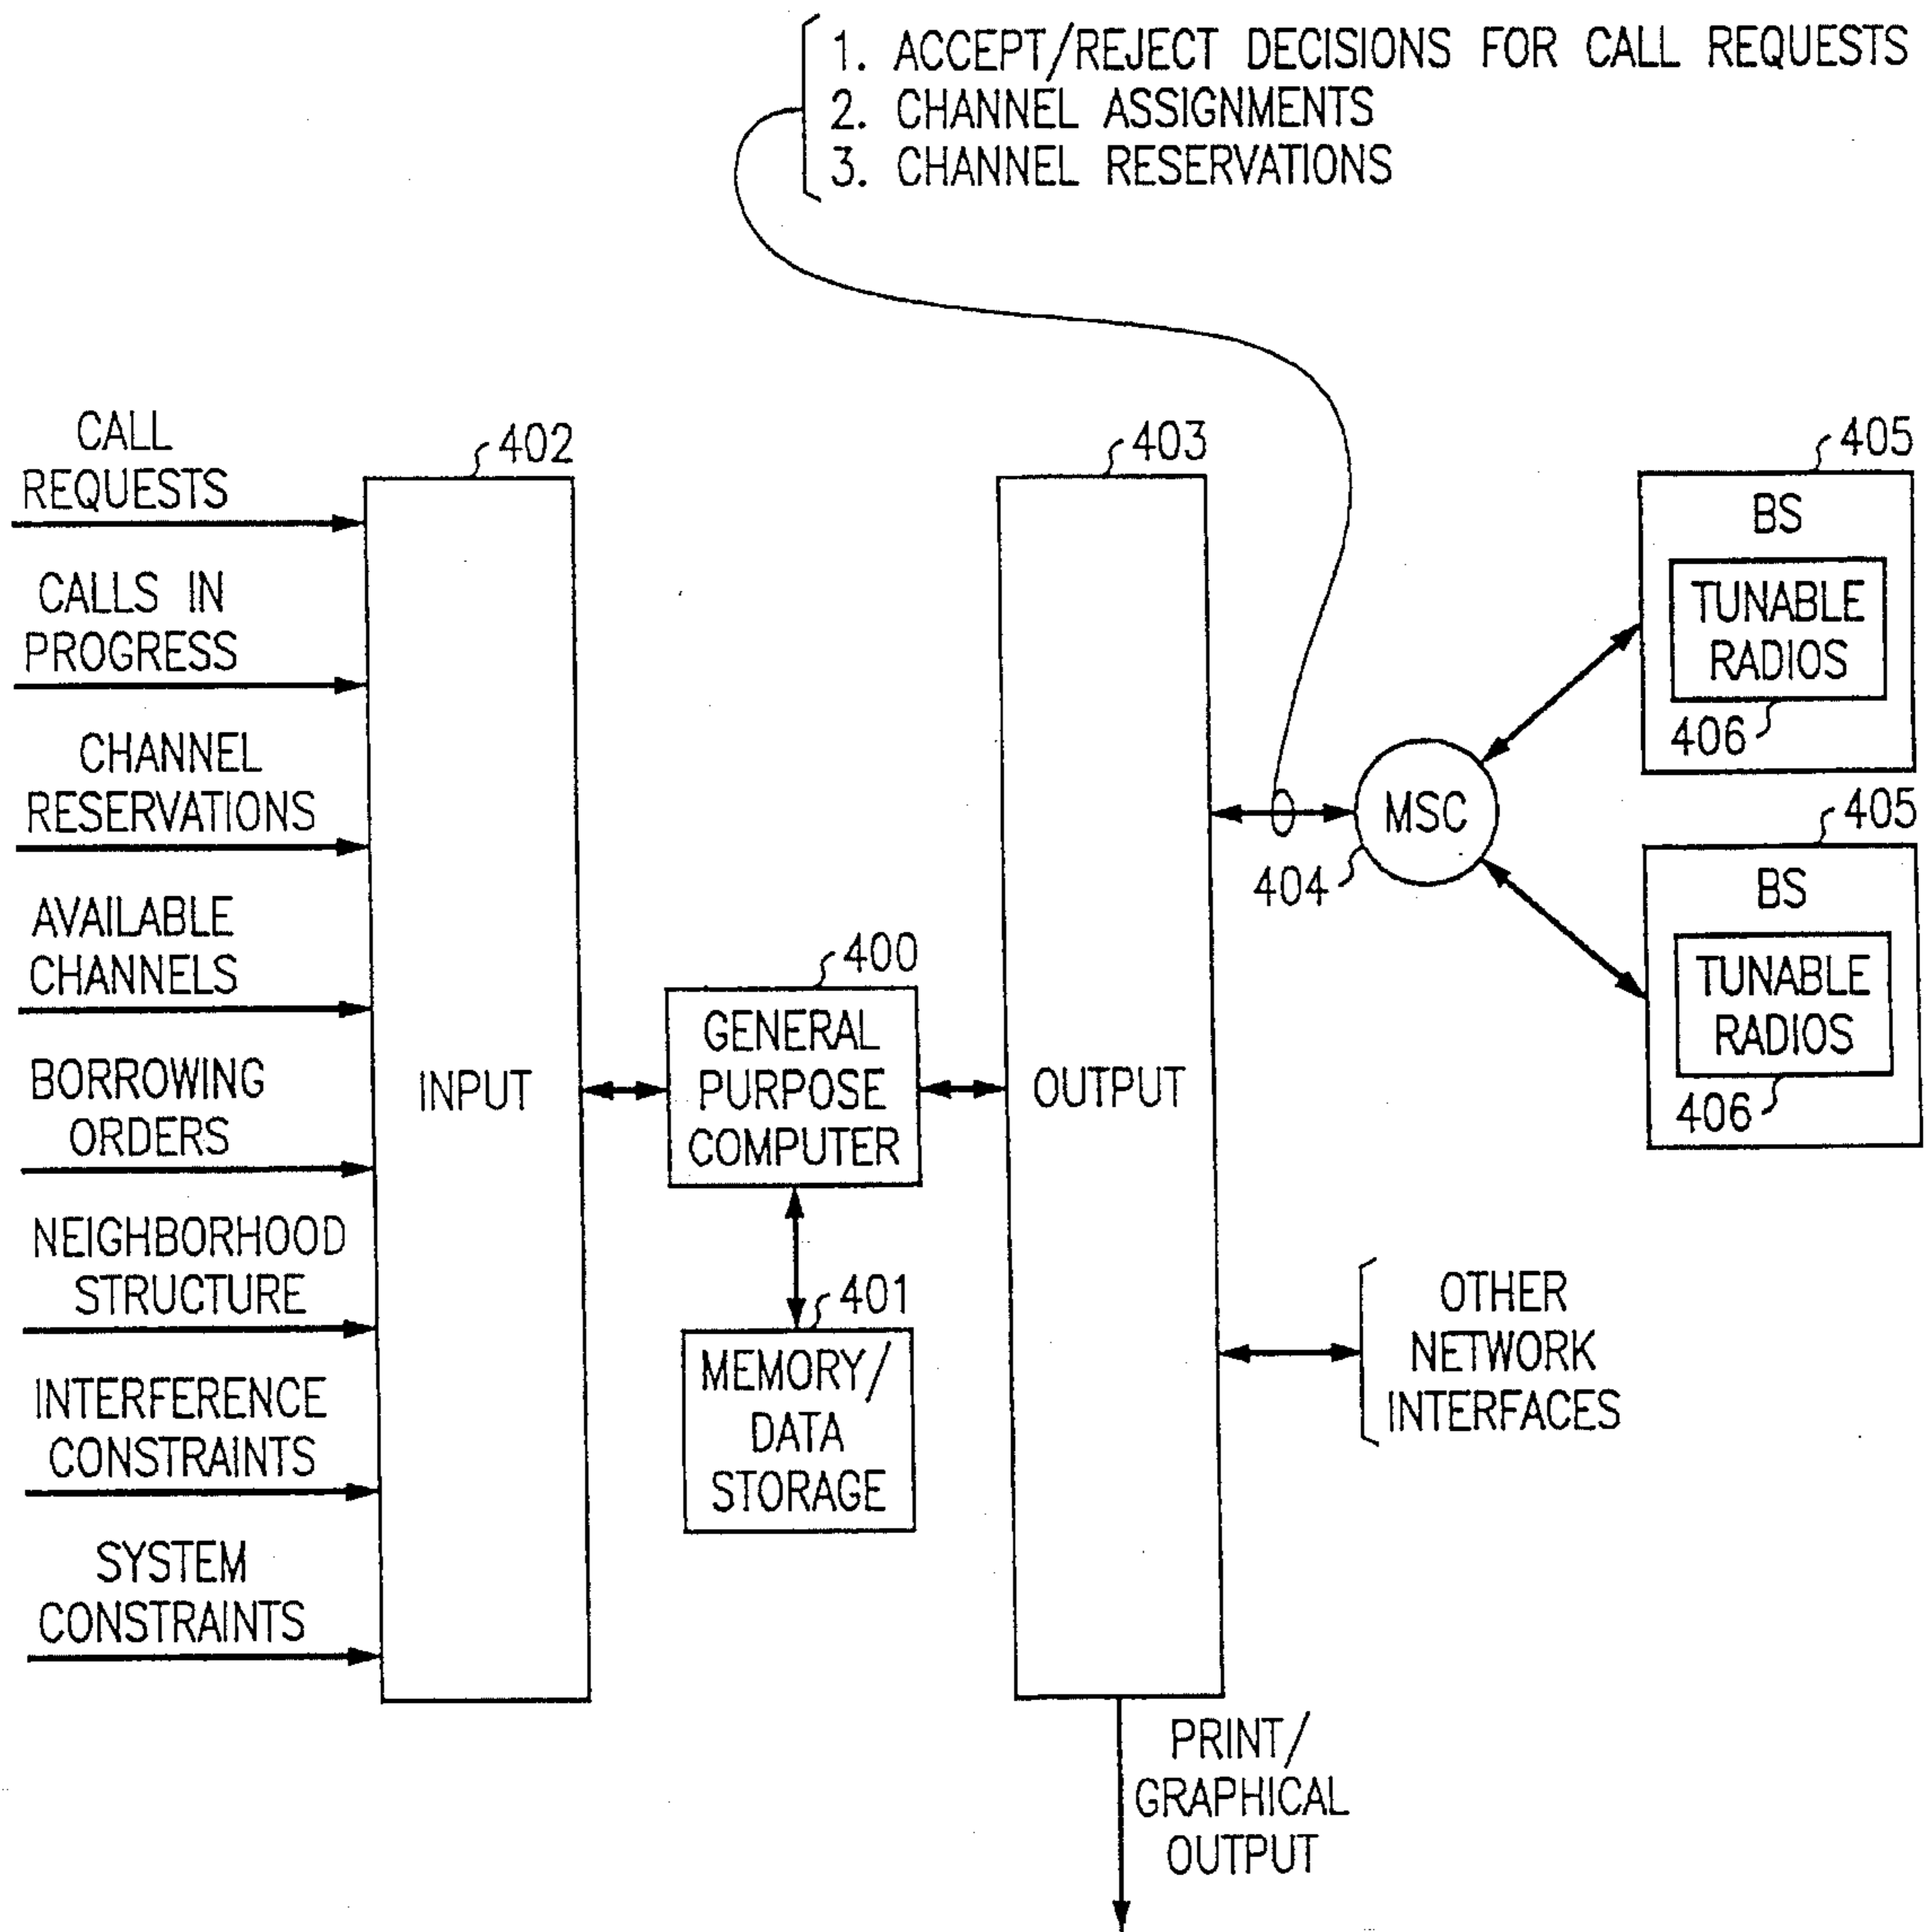 1. ACCEPT/REJECT DECISIONS FOR CALL REQUESTS
2. CHANNEL ASSIGNMENTS
3. CHANNEL RESERVATIONS
CALL
REQUESTS
CALLS IN
PROGRESS
CHANNEL
RESERVATIONS
AVAILABLE
CHANNELS
BORROWING
ORDERS
NEIGHBORHOOD
STRUCTURE
INTERFERENCE
CONSTRAINTS
SYSTEM
CONSTRAINTS
402
INPUT
400
GENERAL
PURPOSE
COMPUTER
401
MEMORY/
DATA
STORAGE
403
OUTPUT
MSC
404
405
BS
TUNABLE
RADIOS
406
405
BS
TUNABLE
RADIOS
406
OTHER
NETWORK
INTERFACES
PRINT/
GRAPHICAL
OUTPUT